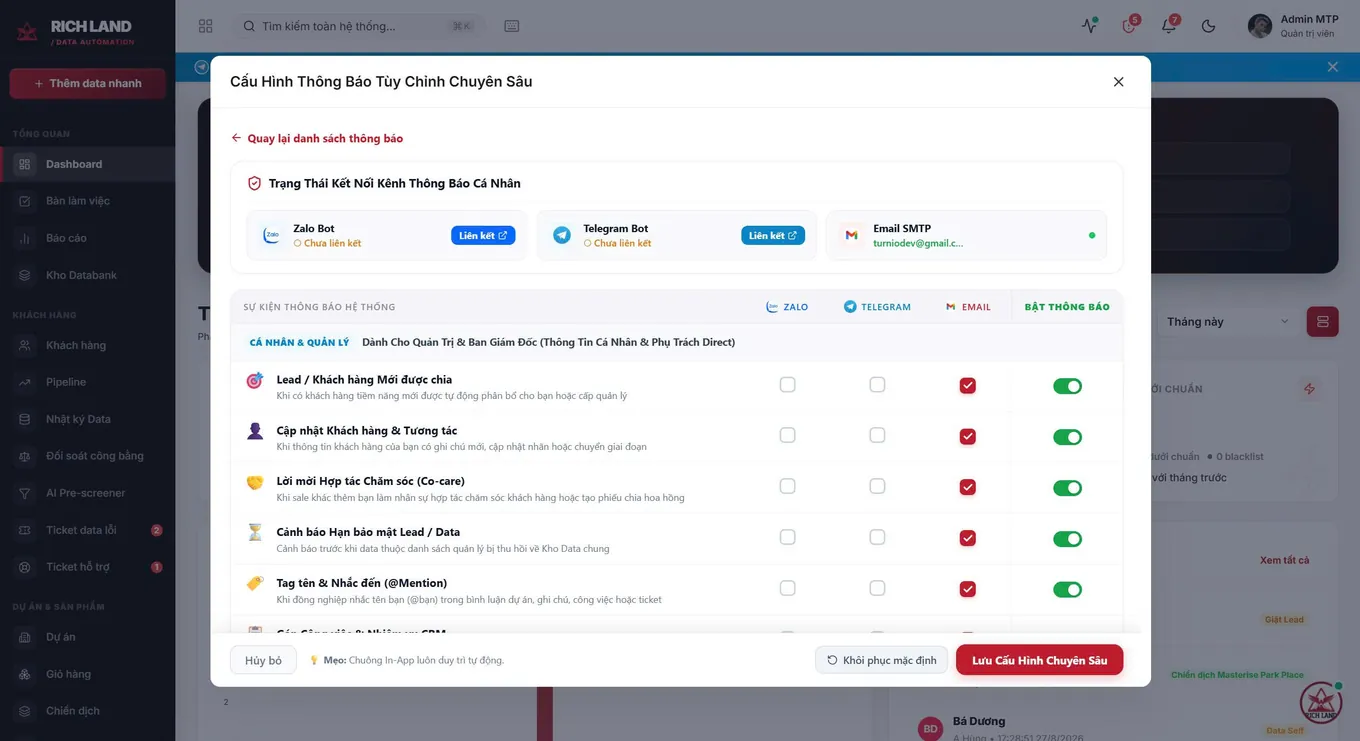 RICH LAND
/ DATA AUTOMATION
Tìm kiếm toàn hệ thống...
⌘K
5
7
Admin MTP
Quản trị viên
+ Thêm data nhanh
TỔNG QUAN
Dashboard
Bàn làm việc
Báo cáo
Kho Databank
KHÁCH HÀNG
Khách hàng
Pipeline
Nhật ký Data
Đối soát công bằng
AI Pre-screener
Ticket data lỗi
2
Ticket hỗ trợ
1
DỰ ÁN & SẢN PHẨM
Dự án
Giỏ hàng
Chiến dịch
Cấu Hình Thông Báo Tùy Chỉnh Chuyên Sâu
Quay lại danh sách thông báo
Trạng Thái Kết Nối Kênh Thông Báo Cá Nhân
Zalo
Zalo Bot
Chưa liên kết
Liên kết
Telegram Bot
Chưa liên kết
Liên kết
Email SMTP
turniodev@gmail.c...
SỰ KIỆN THÔNG BÁO HỆ THỐNG
ZALO
TELEGRAM
EMAIL
BẬT THÔNG BÁO
CÁ NHÂN & QUẢN LÝ
Dành Cho Quản Trị & Ban Giám Đốc (Thông Tin Cá Nhân & Phụ Trách Direct)
Lead / Khách hàng Mới được chia
Khi có khách hàng tiềm năng mới được tự động phân bổ cho bạn hoặc cấp quản lý
Cập nhật Khách hàng & Tương tác
Khi thông tin khách hàng của bạn có ghi chú mới, cập nhật nhãn hoặc chuyển giai đoạn
Lời mời Hợp tác Chăm sóc (Co-care)
Khi sale khác thêm bạn làm nhân sự hợp tác chăm sóc khách hàng hoặc tạo phiếu chia hoa hồng
Cảnh báo Hạn bảo mật Lead / Data
Cảnh báo trước khi data thuộc danh sách quản lý bị thu hồi về Kho Data chung
Tag tên & Nhắc đến (@Mention)
Khi đồng nghiệp nhắc tên bạn (@bạn) trong bình luận dự án, ghi chú, công việc hoặc ticket
Hủy bỏ
Mẹo: Chuông In-App luôn duy trì tự động.
Khôi phục mặc định
Lưu Cấu Hình Chuyên Sâu
Tháng này
CHUẨN
dưới chuẩn • 0 blacklist
với tháng trước
Xem tất cả
Giật Lead
Chiến dịch Masterise Park Place
RICH LAND
2
BD
Bá Dương
A Hùng • 17:28:51 27/8/2026
Data Self